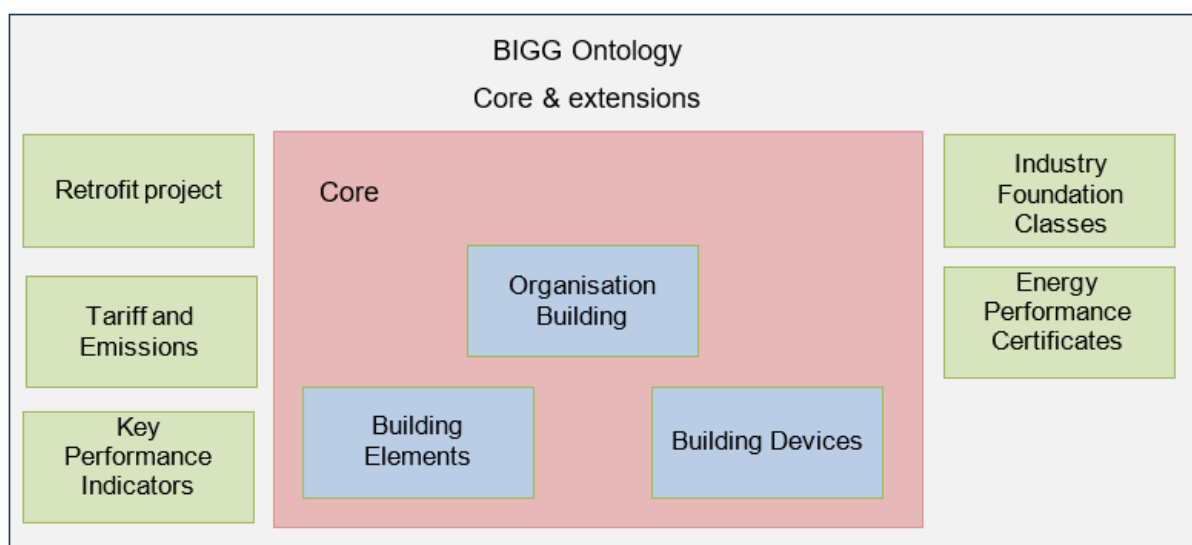 BIGG Ontology
Core & extensions
Retrofit project
Tariff and
Emissions
Key
Performance
Indicators
Core
Organisation
Building
Building
Elements
Building Devices
Industry
Foundation
Classes
Energy
Performance
Certificates